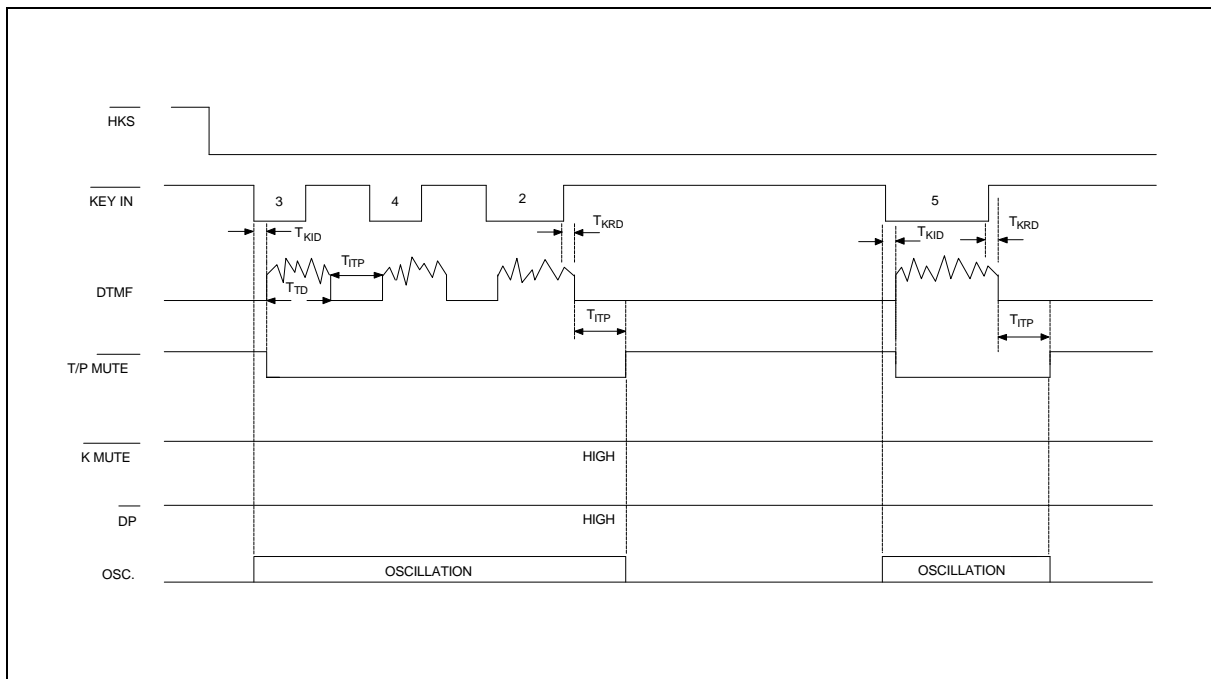 HKS
KEY IN
3
4
2
5
TKID
TKRD
TKID
TKRD
DTMF
TITP
TTD
TITP
TITP
T/P MUTE
K MUTE
HIGH
DP
HIGH
OSC.
OSCILLATION
OSCILLATION